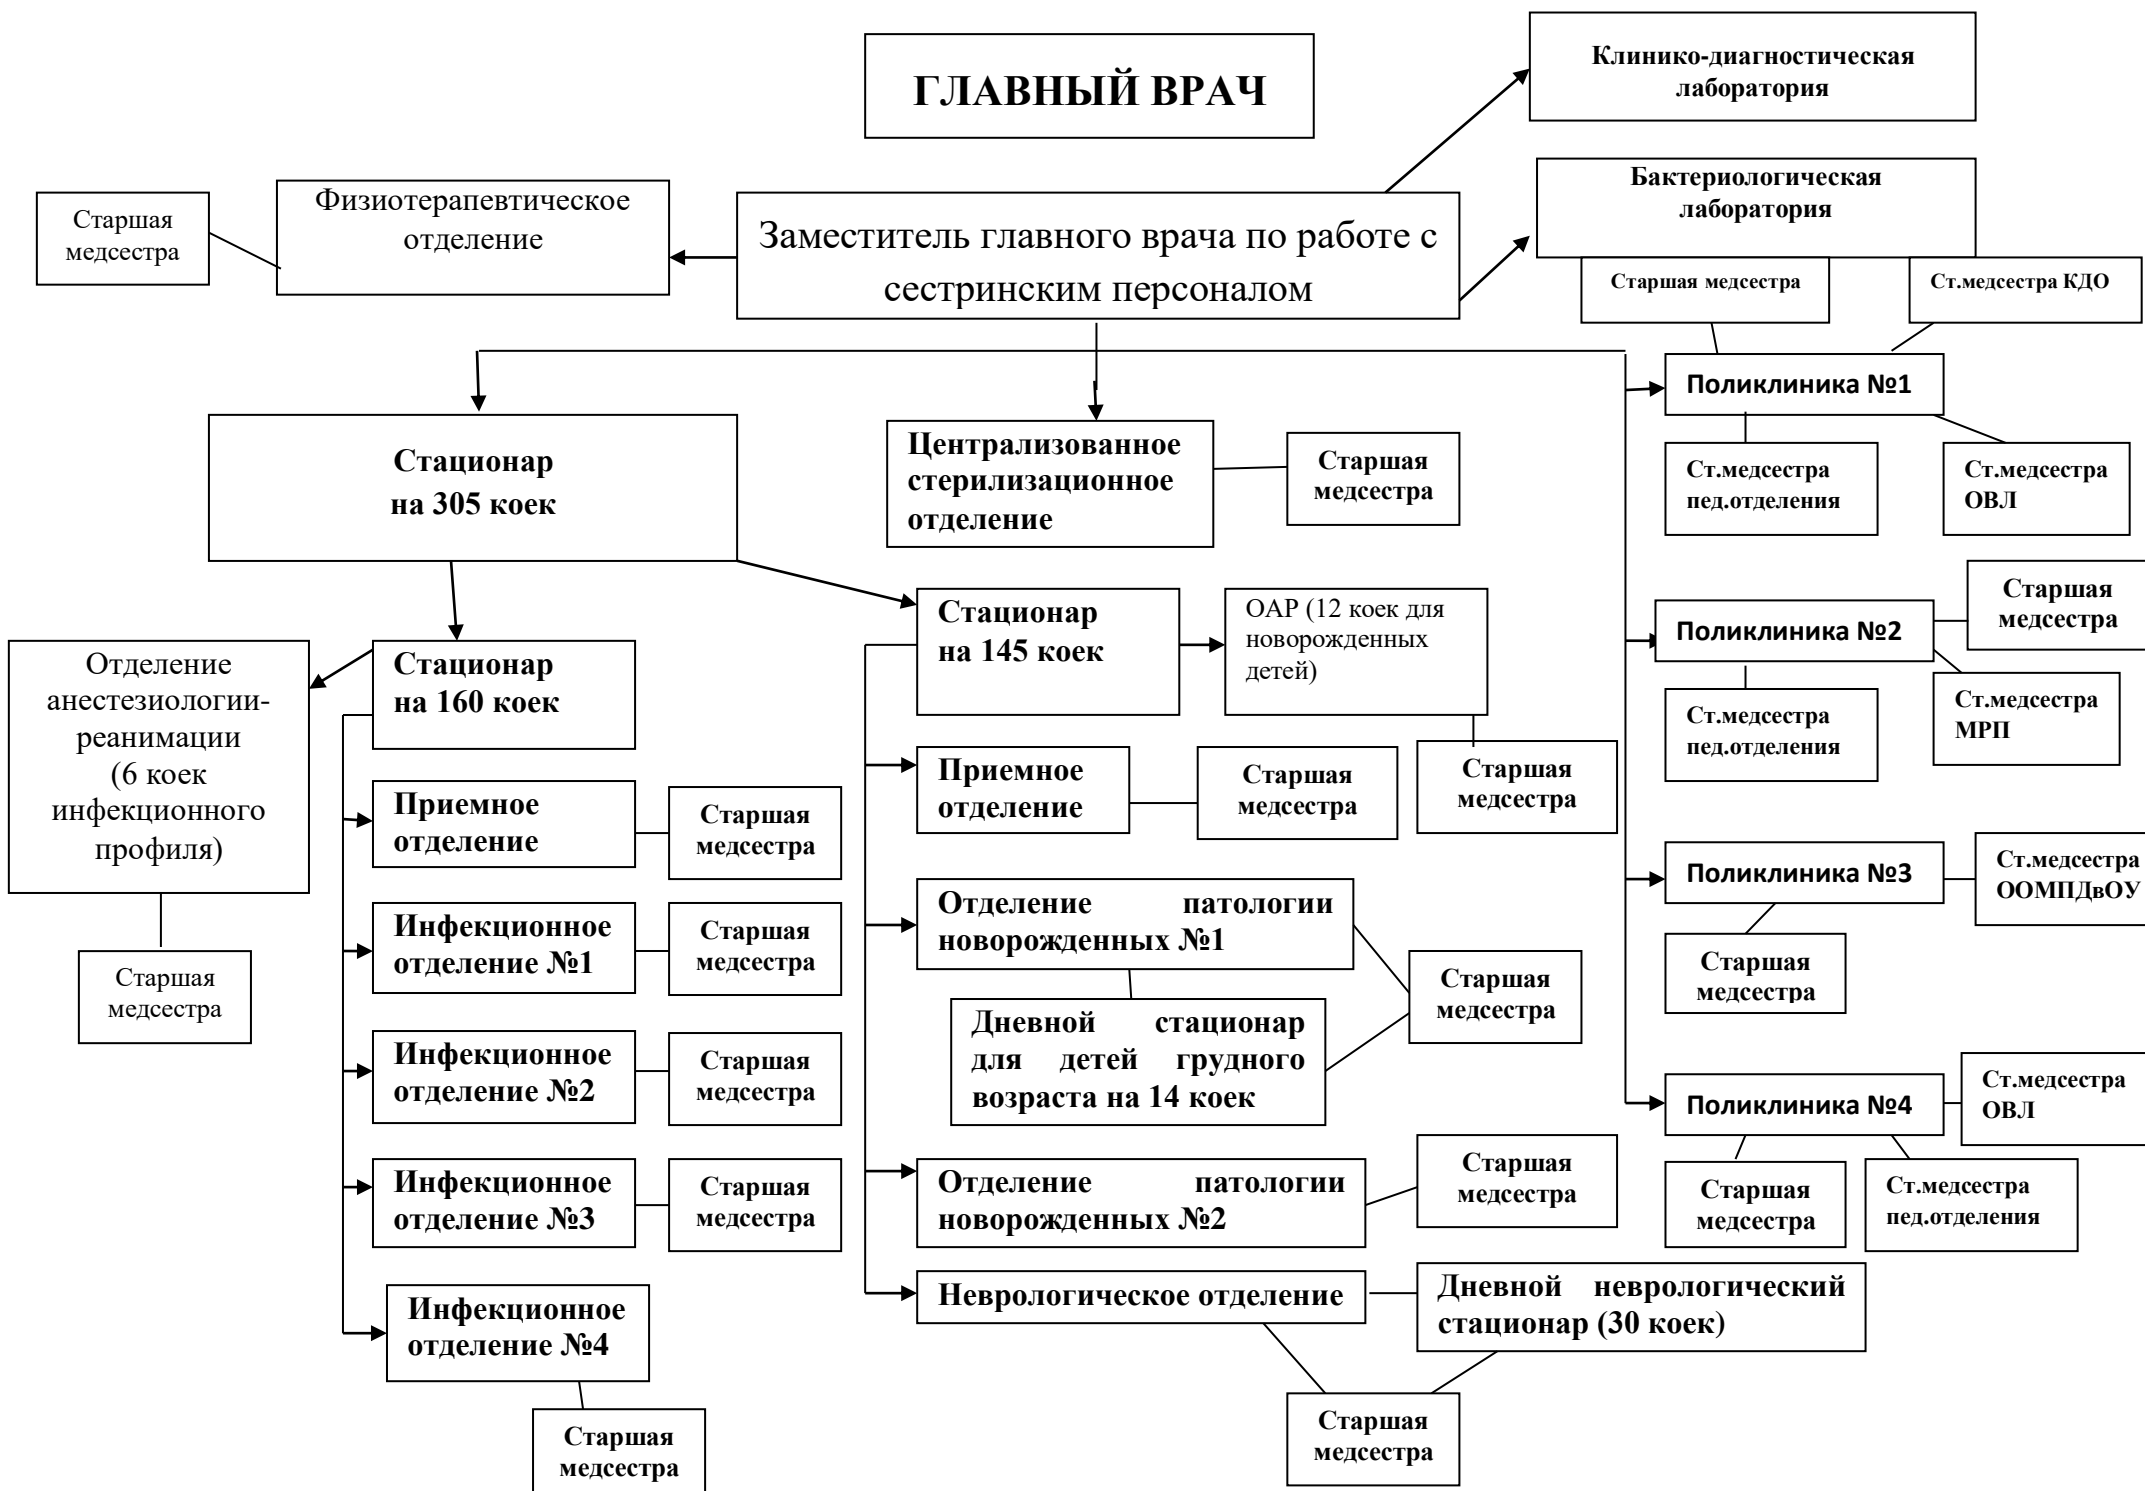 ГЛАВНЫЙ ВРАЧ
Клинико-диагностическая
лаборатория
Бактериологическая
лаборатория
Старшая
медсестра
Физиотерапевтическое
отделение
Заместитель главного врача по работе с
сестринским персоналом
Старшая медсестра
Ст.медсестра КДО
Поликлиника №1
Ст.медсестра
пед.отделения
Ст.медсестра
ОВЛ
Стационар
на 305 коек
Централизованное
стерилизационное
отделение
Старшая
медсестра
Отделение
анестезиологии-
реанимации
(6 коек
инфекционного
профиля)
Старшая
медсестра
Стационар
на 160 коек
Приемное
отделение
Старшая
медсестра
Инфекционное
отделение №1
Старшая
медсестра
Инфекционное
отделение №2
Старшая
медсестра
Инфекционное
отделение №3
Старшая
медсестра
Инфекционное
отделение №4
Старшая
медсестра
Стационар
на 145 коек
ОАР (12 коек для
новорожденных
детей)
Старшая
медсестра
Приемное
отделение
Старшая
медсестра
Отделение патологии
новорожденных №1
Дневной стационар
для детей грудного
возраста на 14 коек
Старшая
медсестра
Отделение патологии
новорожденных №2
Старшая
медсестра
Неврологическое отделение
Дневной неврологический
стационар (30 коек)
Старшая
медсестра
Поликлиника №2
Старшая
медсестра
Ст.медсестра
пед.отделения
Ст.медсестра
МРП
Поликлиника №3
Ст.медсестра
ООМПДвОУ
Старшая
медсестра
Поликлиника №4
Ст.медсестра
ОВЛ
Старшая
медсестра
Ст.медсестра
пед.отделения